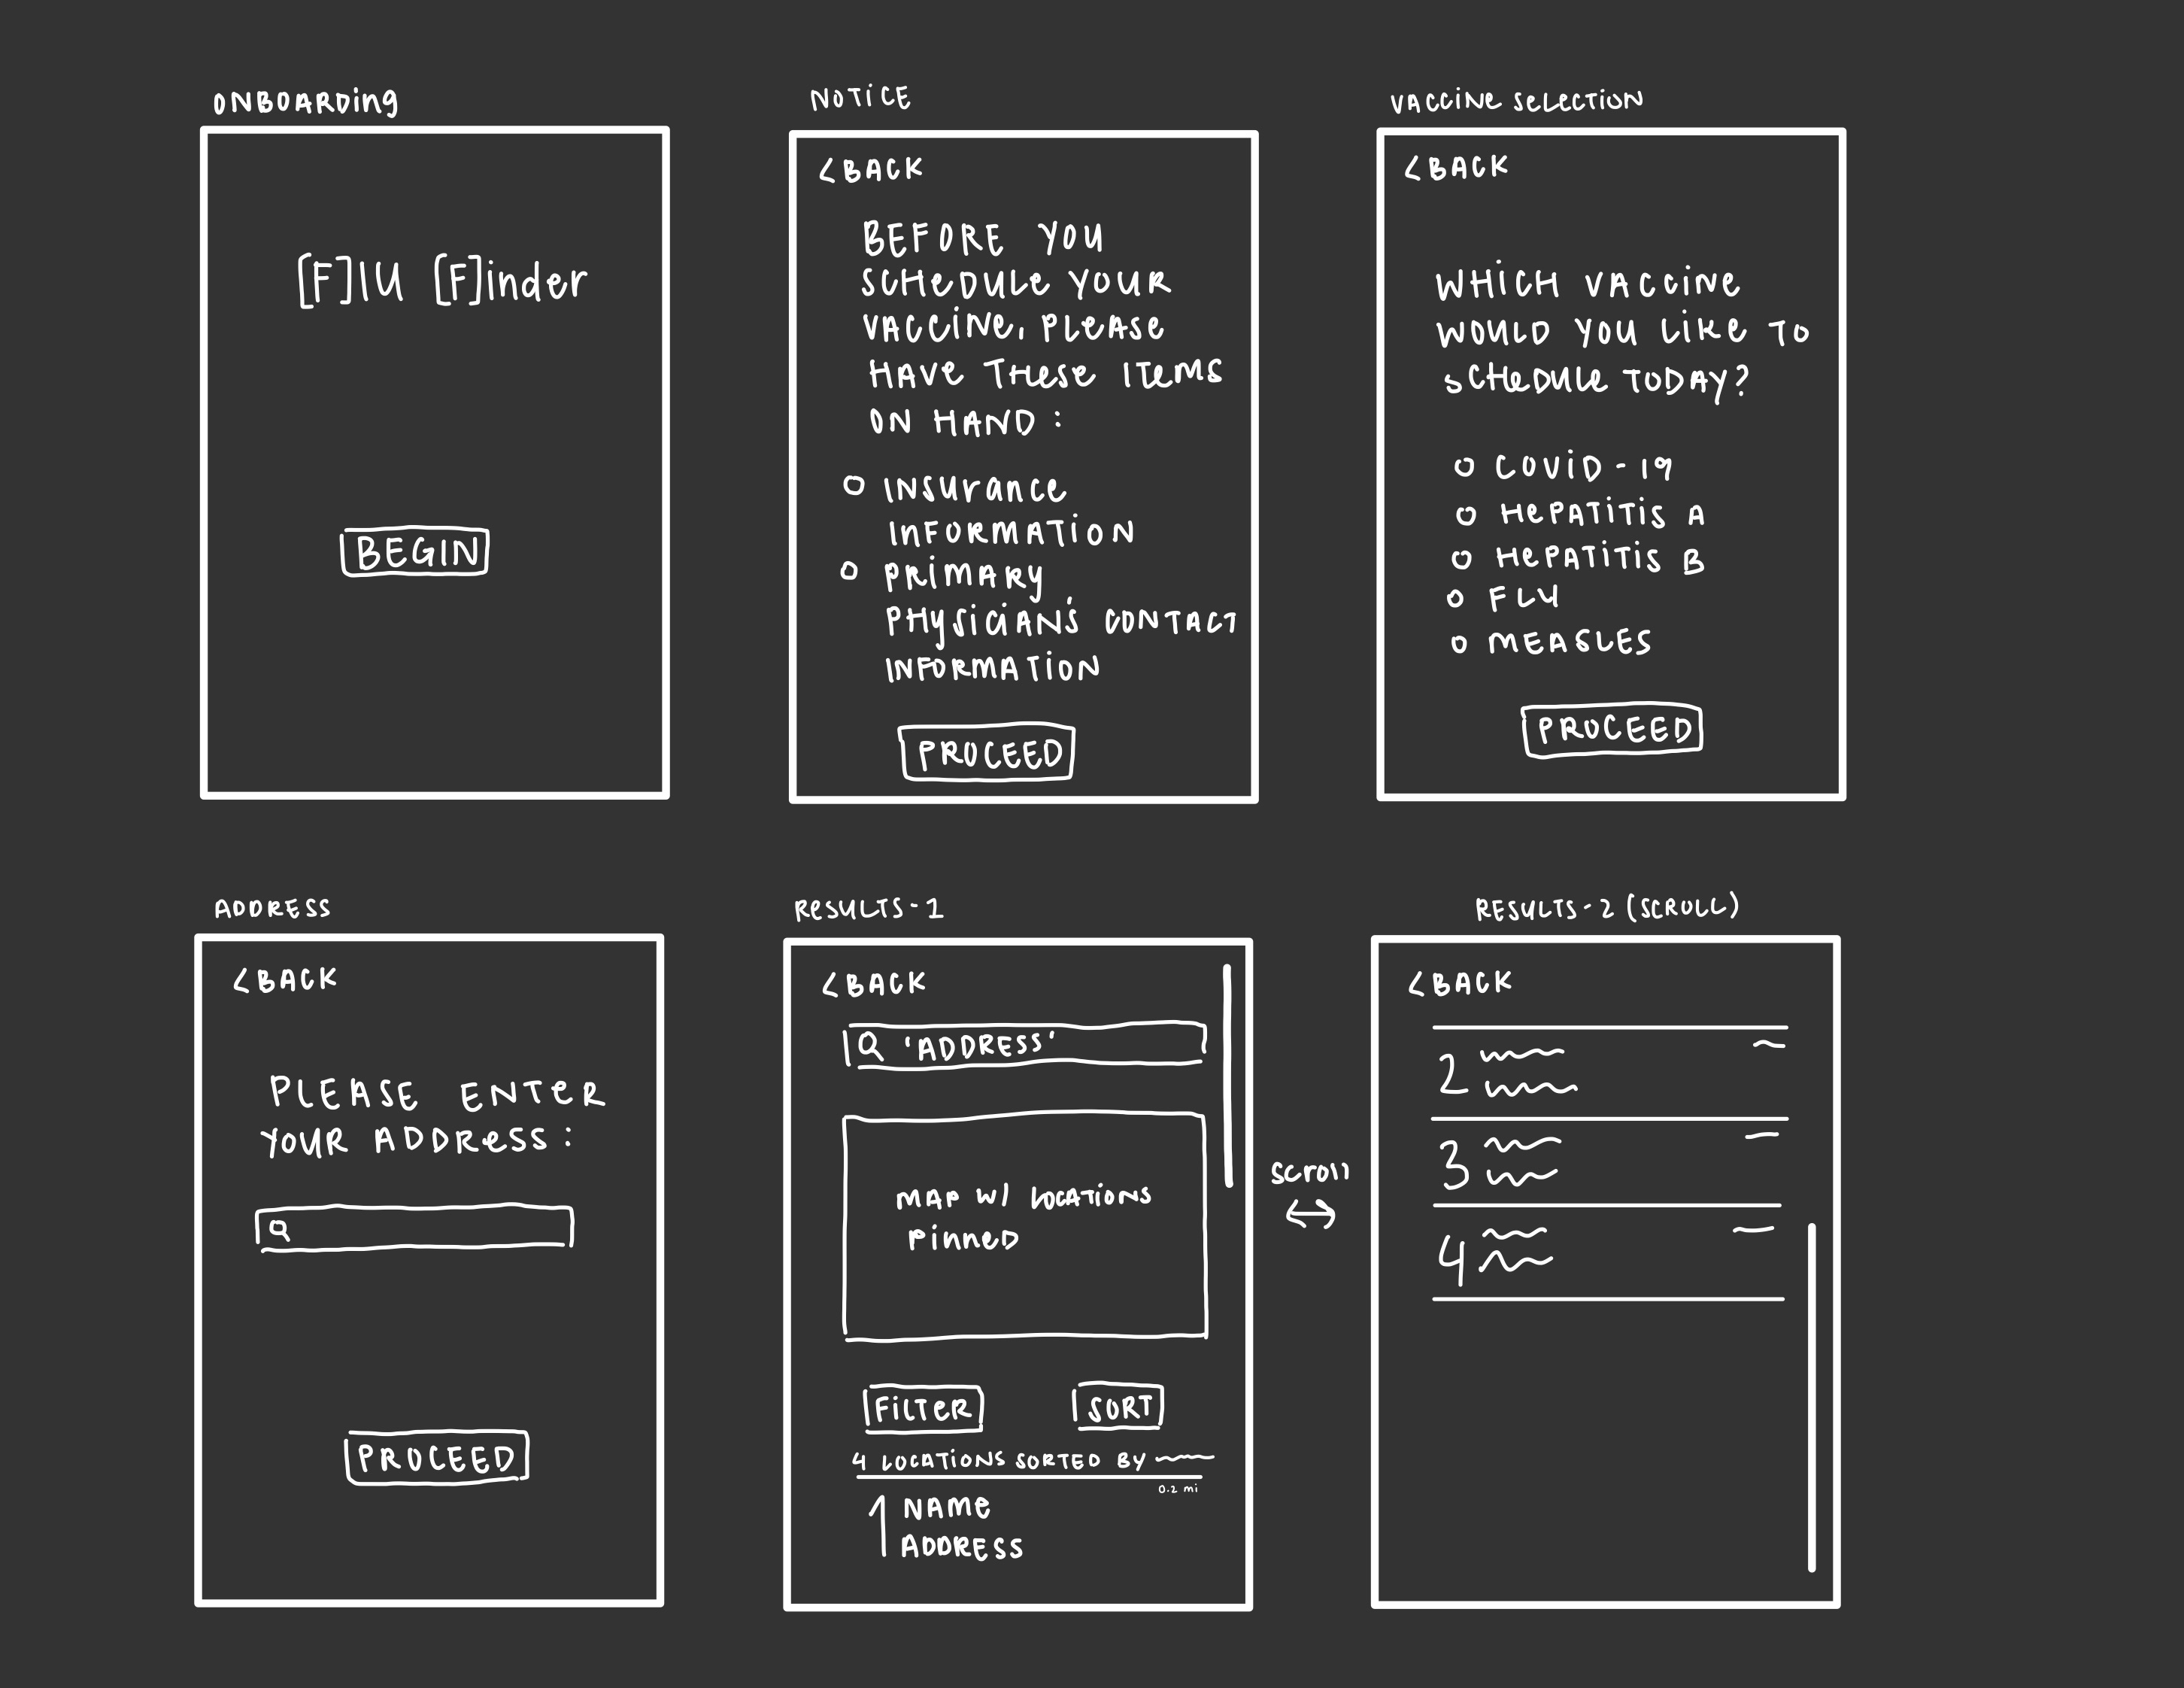 ONBOARDing
[F]lU [F]inder
BEGIN
NOTiCE
<BACK
BEFORE YOU
SCHeDULe YOUR
VACCiNe, PLeASe
HAVe THese ITeMS
ON HAND:
o INSUrance
InFORMATiON
o PRiMARy
PHySiCiAN'S CONTACT
INFORMATiON
PROCEED
VACCiNe SeLeCTiON
<BACK
WHiCH VACCiNe
WOULD YOU LiKe TO
SCHeDULe TODAY?
o COViD-19
o HePATiTiS A
o HePATiTiS B
o FLU
o MEASLES
PROCEED
ADDRESS
<BACK
PLEASE ENTeR
YOUR ADDReSS:
PROCEED
ReSULTS-1
<BACK
'ADDRESS'
MAP W/ LOCATiONS
PinneD
FiLTeR
SORT
4 LOCATiONS SORTED BY
0.2 mi
1 NAMe
ADDRESS
scroll
RESULTS-2 (SCROLL)
<BACK
2
3
4